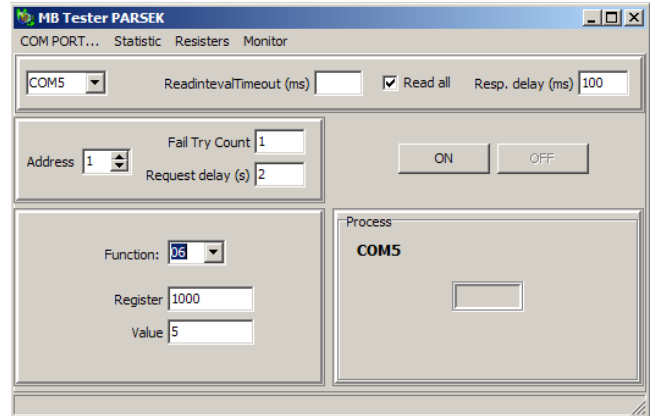 MB Tester PARSEK
COM PORT... Statistic Resisters Monitor
COM5 ReadintevalTimeout (ms) Read all Resp. delay (ms) 100
Fail Try Count 1
Address 1
Request delay (s) 2
ON OFF
Process
COM5
Function: 06
Register 1000
Value 5